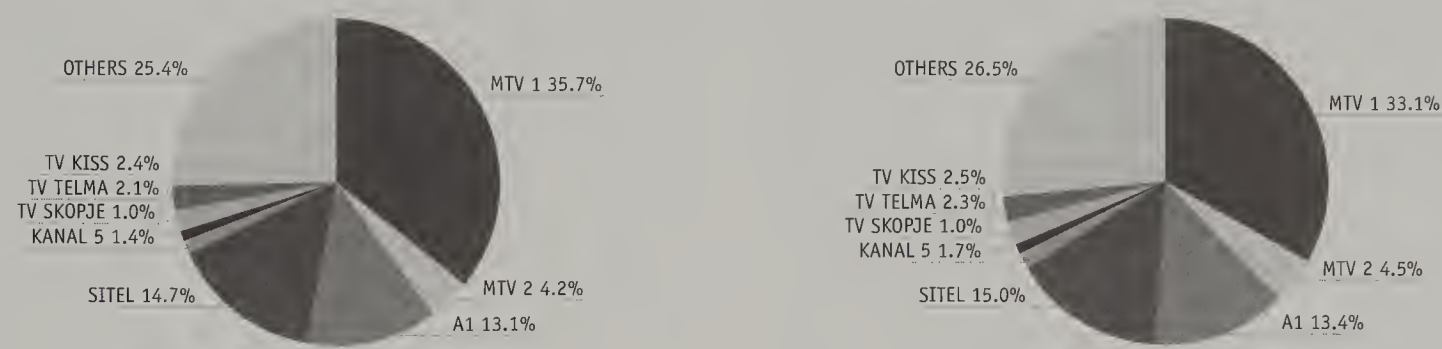 OTHERS 25.4%
MTV 1 35.7%
TV KISS 2.4%
TV TELMA 2.1%
TV SKOPJE 1.0%
KANAL 5 1.4%
SITEL 14.7%
MTV 2 4.2%
A1 13.1%
OTHERS 26.5%
MTV 1 33.1%
TV KISS 2.5%
TV TELMA 2.3%
TV SKOPJE 1.0%
KANAL 5 1.7%
SITEL 15.0%
MTV 2 4.5%
A1 13.4%